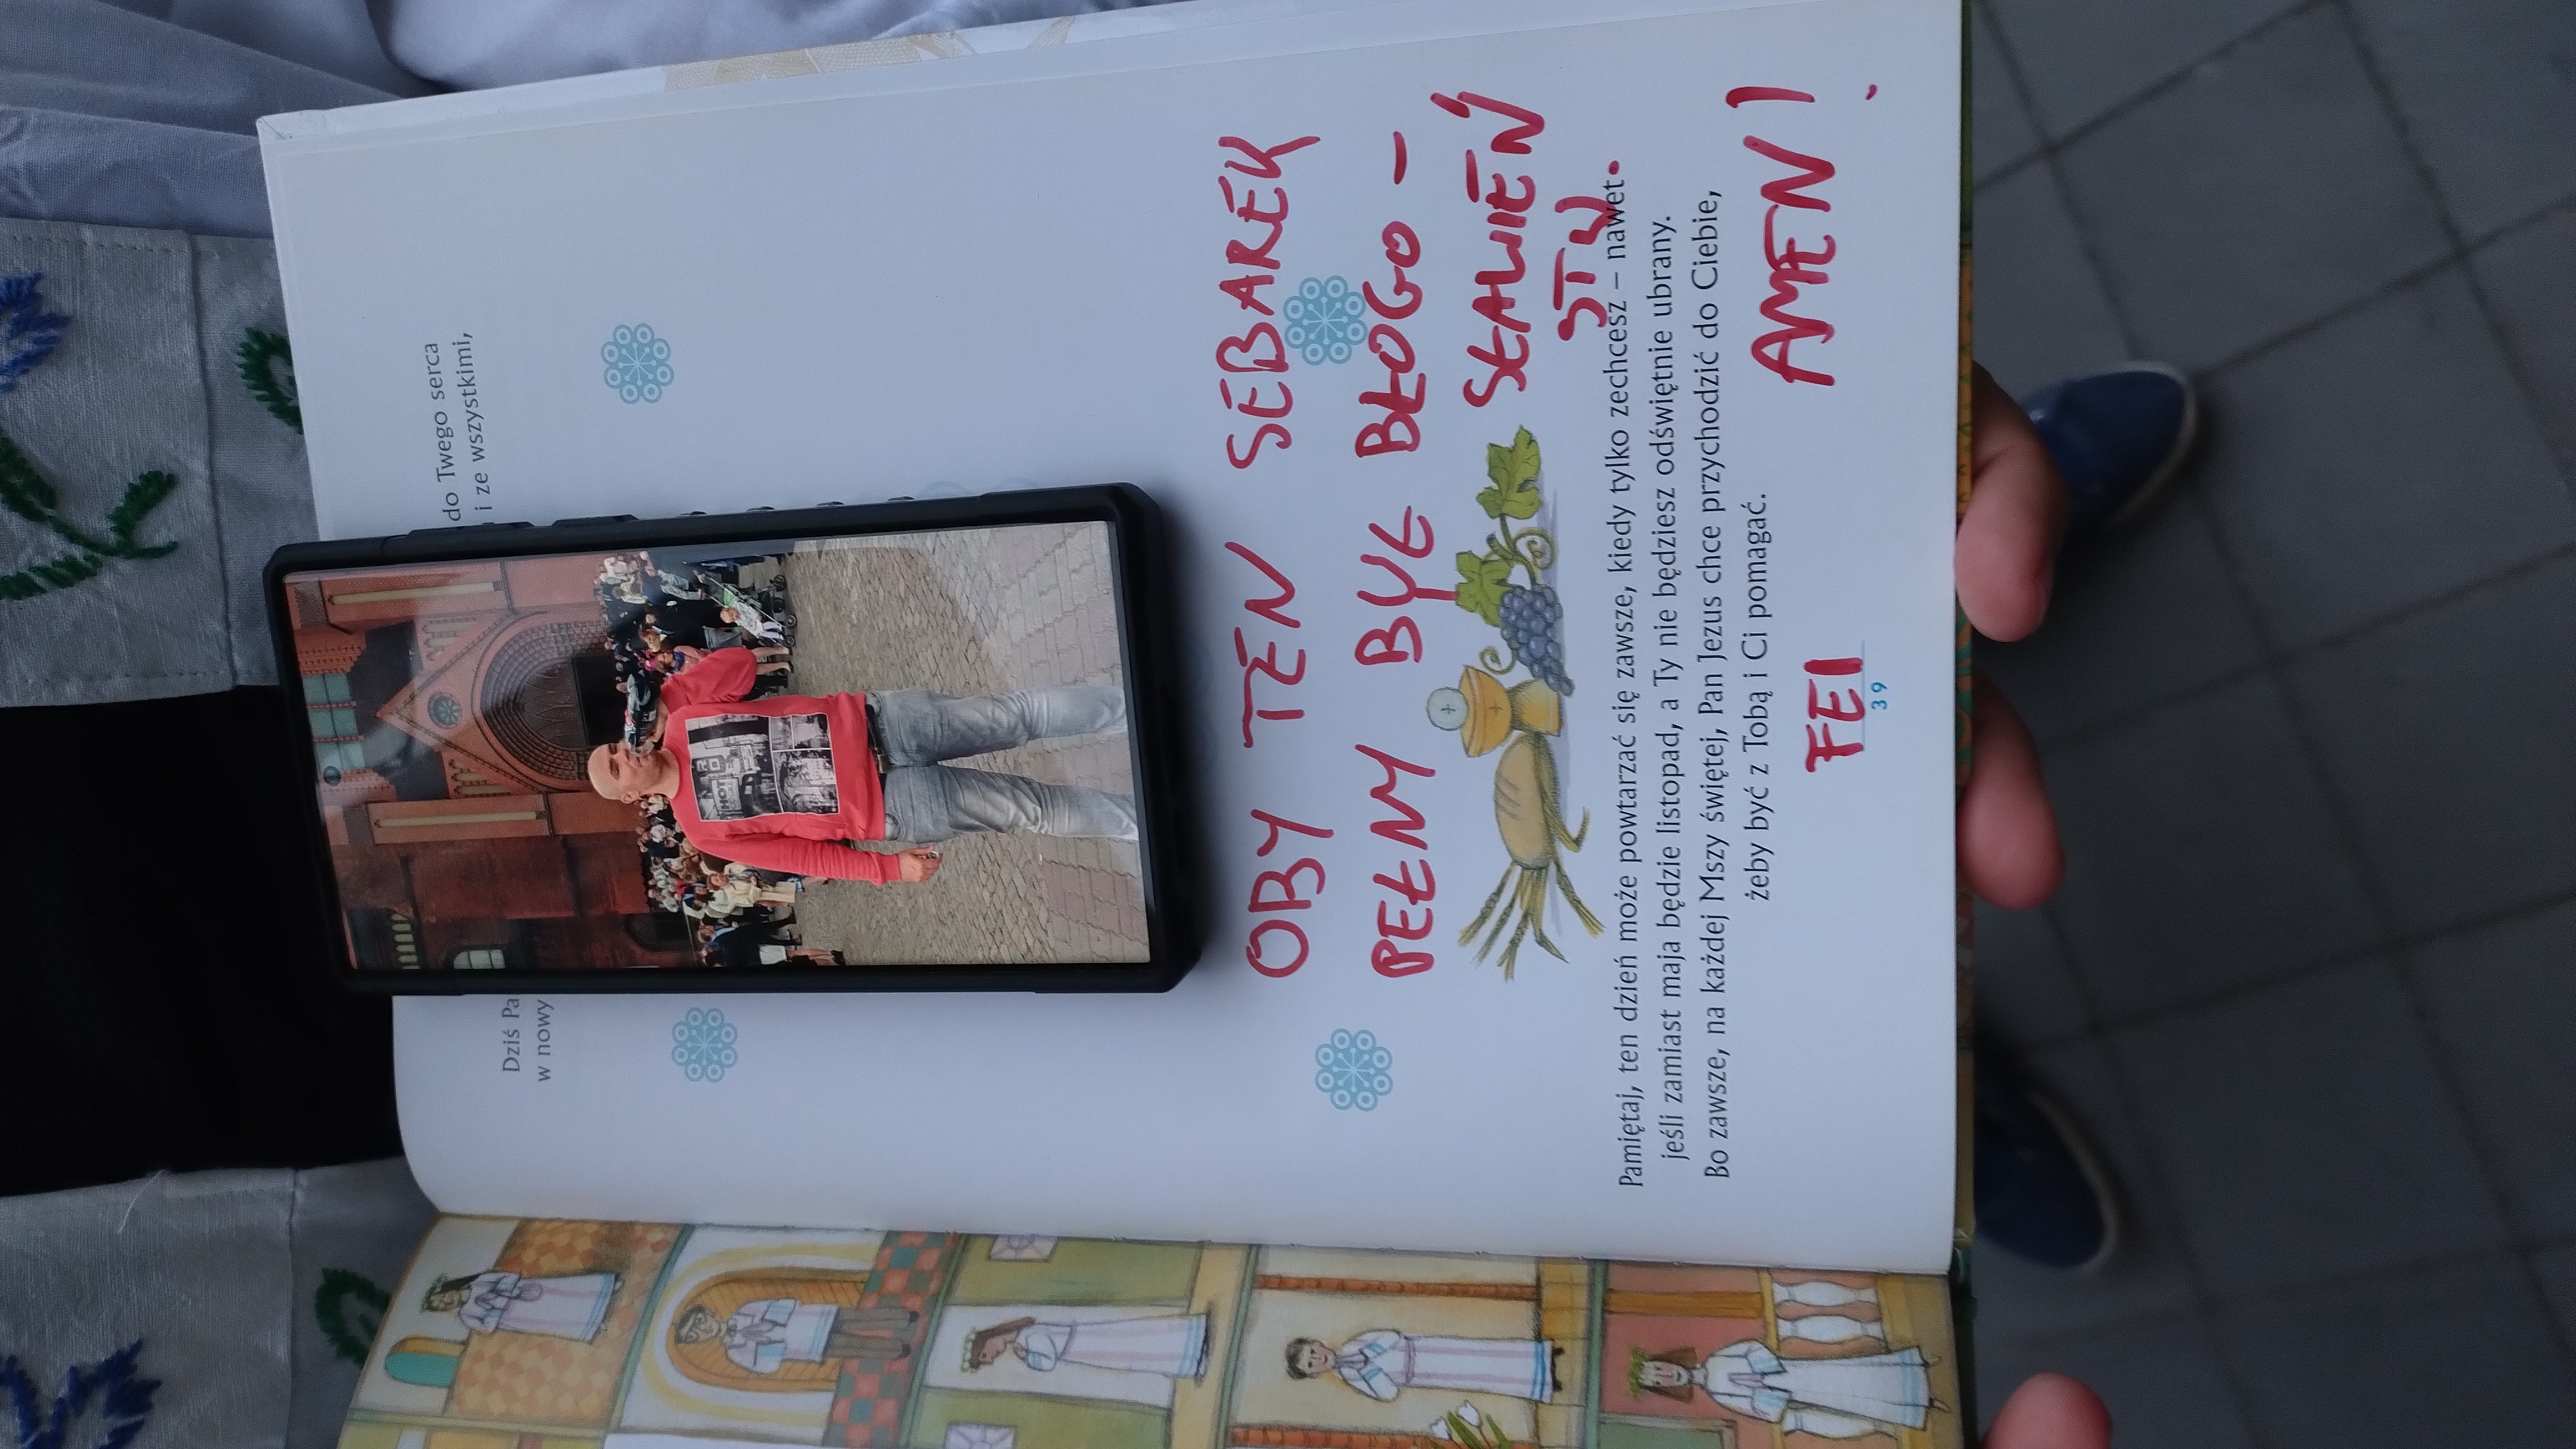 do Twego serca
Dziś Pa
i ze wszystkimi,
w nowy
OBY TEN SEBAREK
PEŁNY BYŁ BŁOGO-
SŁAWIEŃ
STW.
Pamiętaj, ten dzień może powtarzać się zawsze, kiedy tylko zechcesz – nawet
jeśli zamiast maja będzie listopad, a Ty nie będziesz odświętnie ubrany.
Bo zawsze, na każdej Mszy świętej, Pan Jezus chce przychodzić do Ciebie,
żeby być z Tobą i Ci pomagać.
AMEN!
FEI
39